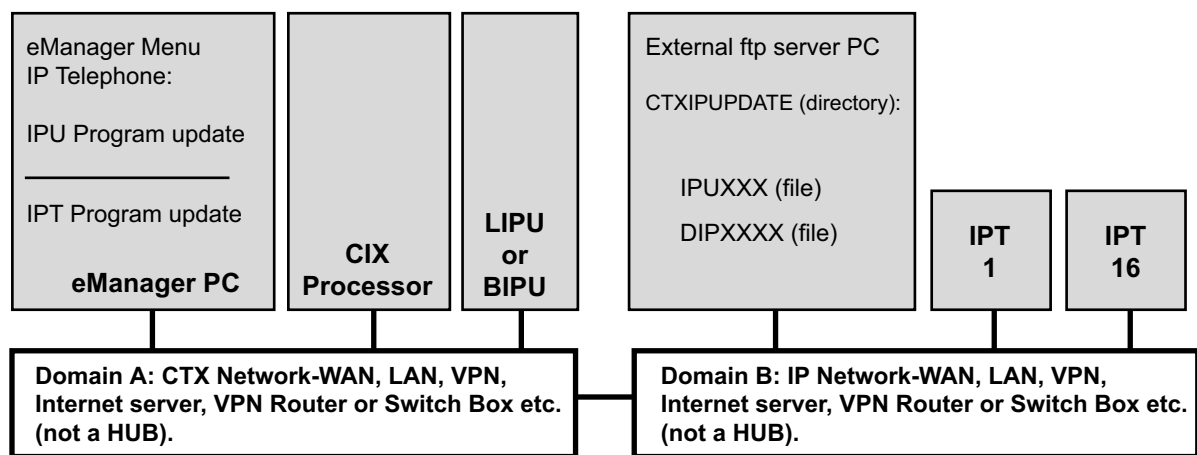 eManager Menu
IP Telephone:
IPU Program update
IPT Program update
eManager PC
CIX
Processor
LIPU
or
BIPU
External ftp server PC
CTXIPUPDATE (directory):
IPUXXX (file)
DIPXXXX (file)
IPT
1
IPT
16
Domain A: CTX Network-WAN, LAN, VPN,
Internet server, VPN Router or Switch Box etc.
(not a HUB).
Domain B: IP Network-WAN, LAN, VPN,
Internet server, VPN Router or Switch Box etc.
(not a HUB).